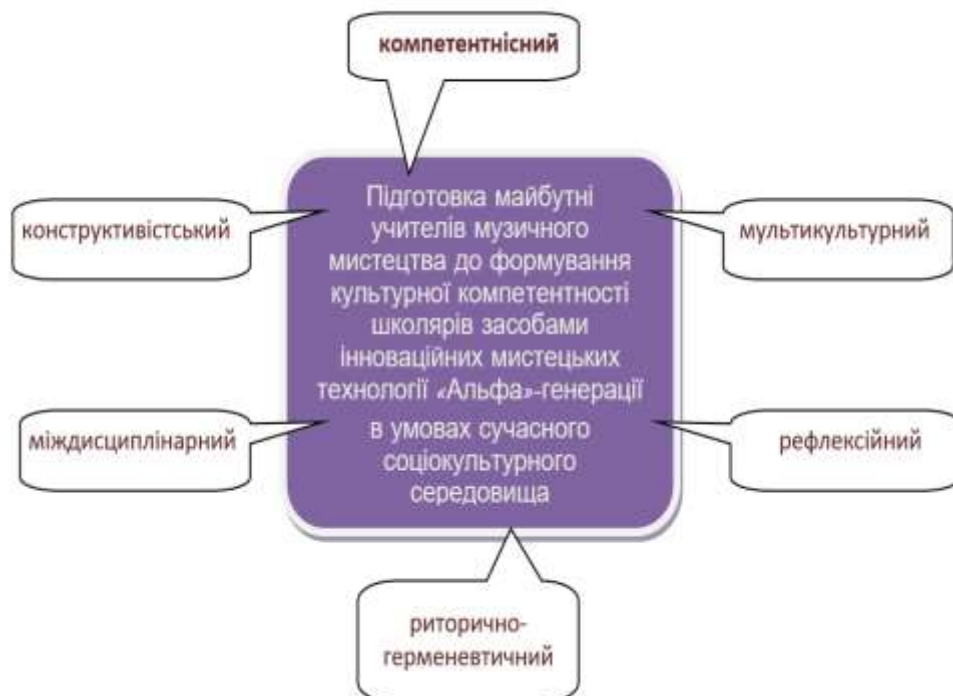 компетентнісний
конструктивістський
Підготовка майбутні
учителів музичного
мистецтва до формування
культурної компетентності
школярів засобами
інноваційних мистецьких
технології «Альфа»-генерації
в умовах сучасного
соціокультурного
середовища
мультикультурний
міждисциплінарний
рефлексійний
риторично-
герменевтичний